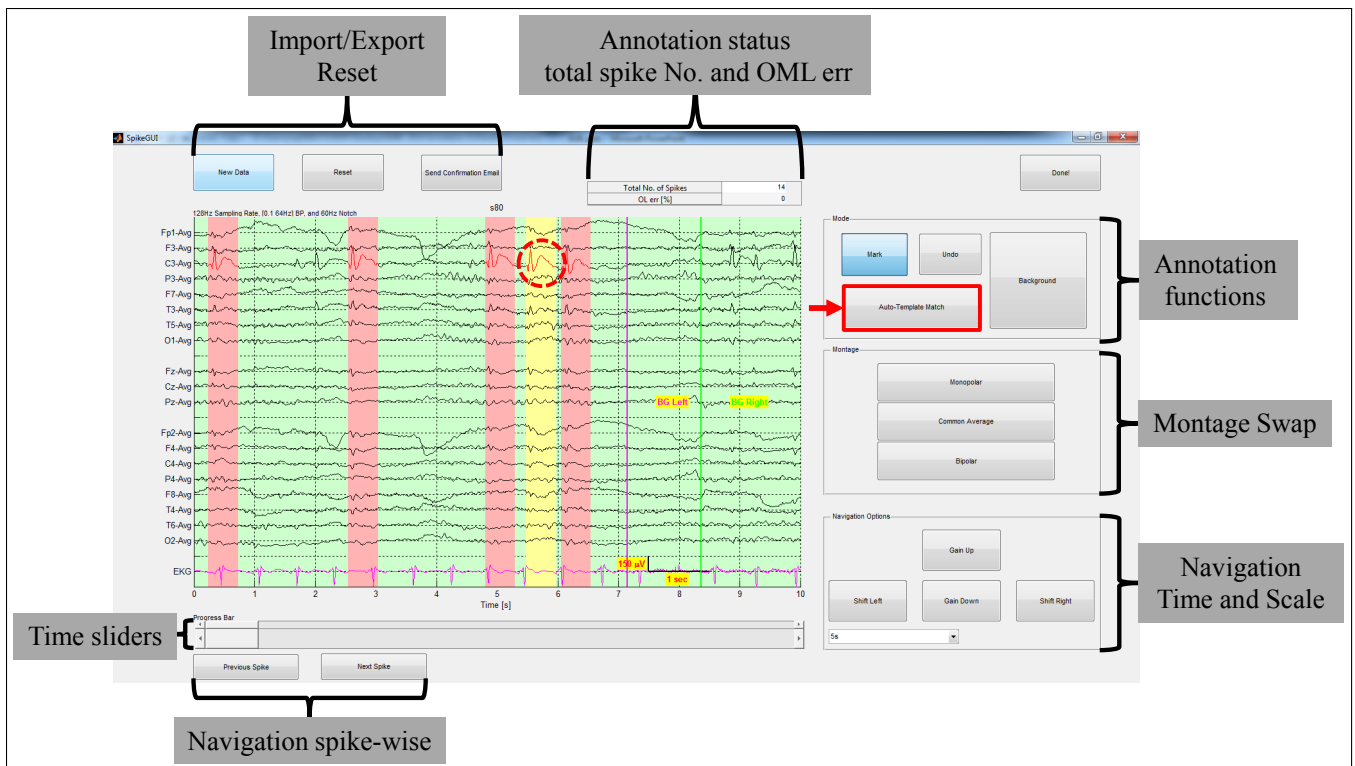 Import/Export
Reset
Annotation status
total spike No. and OML err
SpikeGUI
New Data
Reset
Send Confirmation Email
Total No. of Spikes 14
OL err [%] 0
Done!
128Hz Sampling Rate, [0.1 64Hz] BP, and 60Hz Notch
s80
Fp1-Avg
F3-Avg
C3-Avg
P3-Avg
F7-Avg
T3-Avg
T5-Avg
O1-Avg
Fz-Avg
Cz-Avg
Pz-Avg
BG Left
BG Right
Fp2-Avg
F4-Avg
C4-Avg
P4-Avg
F8-Avg
T4-Avg
T6-Avg
O2-Avg
EKG
150 µV
1 sec
0 1 2 3 4 5 6 7 8 9 10
Time [s]
Mode
Mark
Undo
Background
Auto-Template Match
Annotation
functions
Montage
Monopolar
Common Average
Bipolar
Montage Swap
Navigation Options
Gain Up
Shift Left
Gain Down
Shift Right
5s
Navigation
Time and Scale
Progress Bar
Time sliders
Previous Spike
Next Spike
Navigation spike-wise